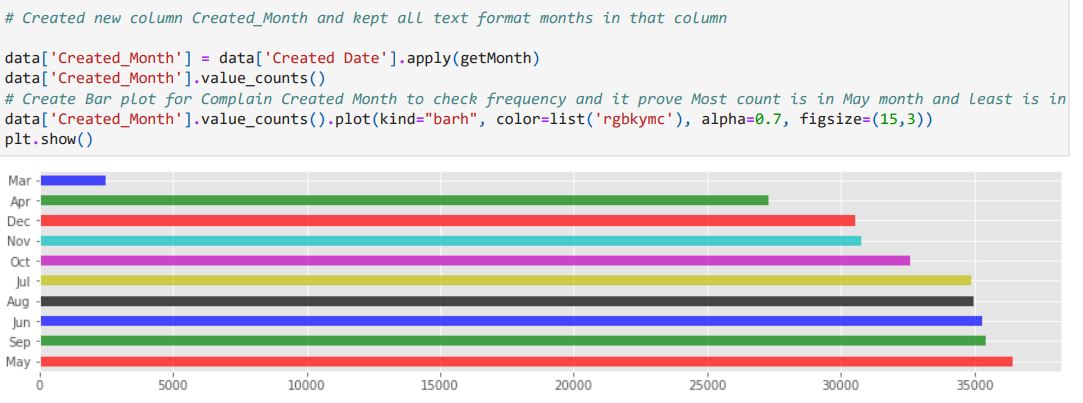 # Created new column Created_Month and kept all text format months in that column
data['Created_Month'] = data['Created Date'].apply(getMonth)
data['Created_Month'].value_counts()
# Create Bar plot for Complain Created Month to check frequency and it prove Most count is in May month and least is in
data['Created_Month'].value_counts().plot(kind="barh", color=list('rgbkymc'), alpha=0.7, figsize=(15,3))
plt.show()
Mar
Apr
Dec
Nov
Oct
Jul
Aug
Jun
Sep
May
0 5000 10000 15000 20000 25000 30000 35000